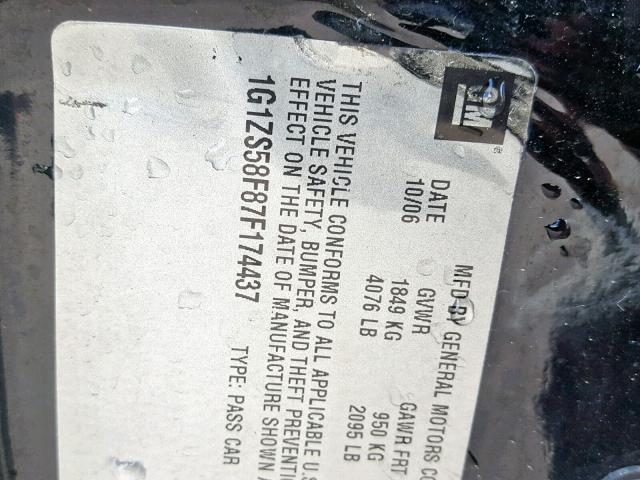 GM
MFD BY GENERAL MOTORS CO
DATE GVWR GAWR FRT
10/06 1849 KG 950 KG
4076 LB 2095 LB
THIS VEHICLE CONFORMS TO ALL APPLICABLE U.S
VEHICLE SAFETY, BUMPER, AND THEFT PREVENTI
EFFECT ON THE DATE OF MANUFACTURE SHOWN A
1G1ZS58F87F174437 TYPE: PASS CAR